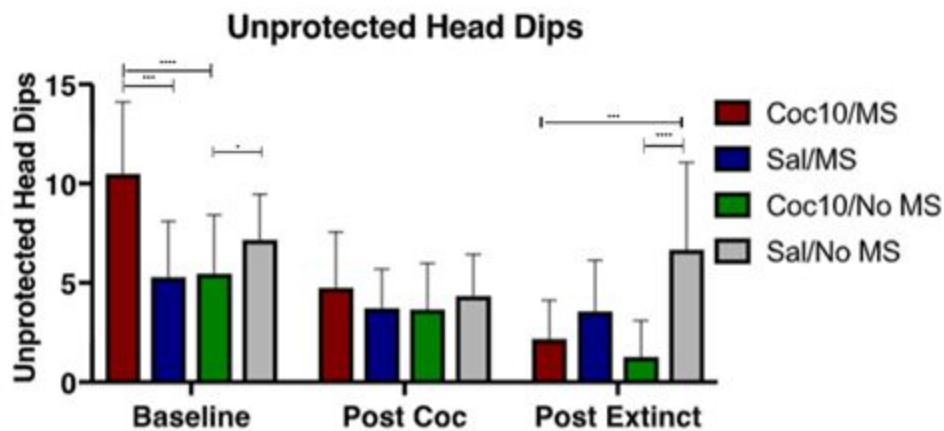 Unprotected Head Dips
Unprotected Head Dips
15
10
5
0
****
***
*
***
****
Baseline
Post Coc
Post Extinct
Coc10/MS
Sal/MS
Coc10/No MS
Sal/No MS